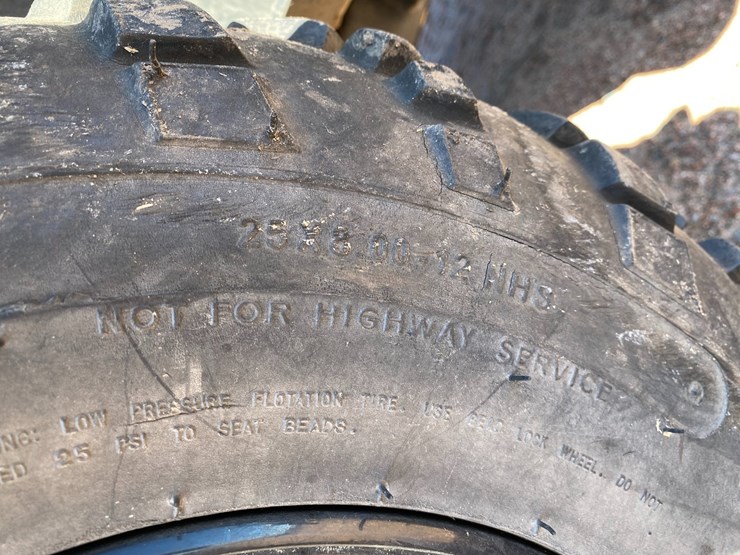 25X8.00-12 NHS
NOT FOR HIGHWAY SERVICE
NG: LOW PRESSURE FLOTATION TIRE. USE BEAD LOCK WHEEL. DO NOT
ED 25 PSI TO SEAT BEADS.